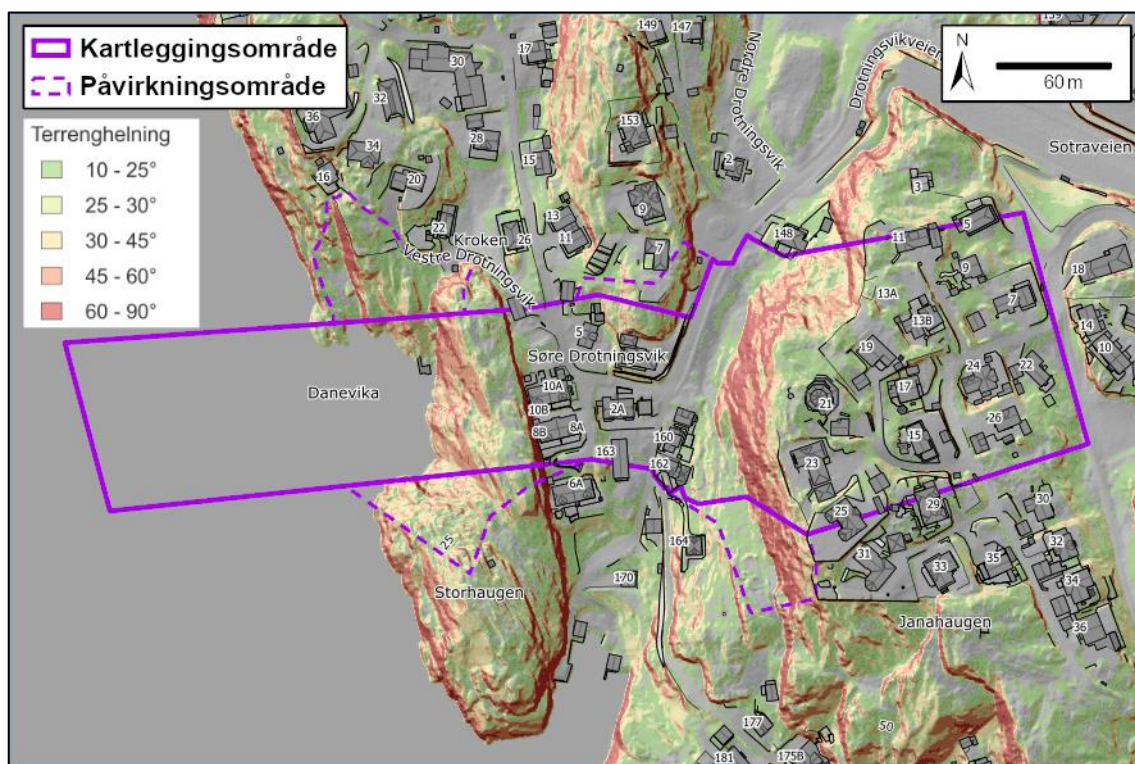 Kartleggingsområde
Påvirkningsområde
Terrenghelning
10 - 25°
25 - 30°
30 - 45°
45 - 60°
60 - 90°
N
60 m
149
147
17
30
32
36
34
28
153
15
2
Nordre Drotningsvik
Drotningsvikveien
Sotraveien
16
20
22
Kroken
26
13
11
9
7
Vestre Drotningsvik
148
3
11
5
9
7
18
14
10
13A
13B
5
Søre Drotningsvik
19
17
24
22
Danevika
10A
10B
8A
8B
2A
21
26
15
160
163
162
6A
23
25
29
30
25
164
31
33
35
32
34
36
170
Storhaugen
Janahaugen
50
177
181
175B